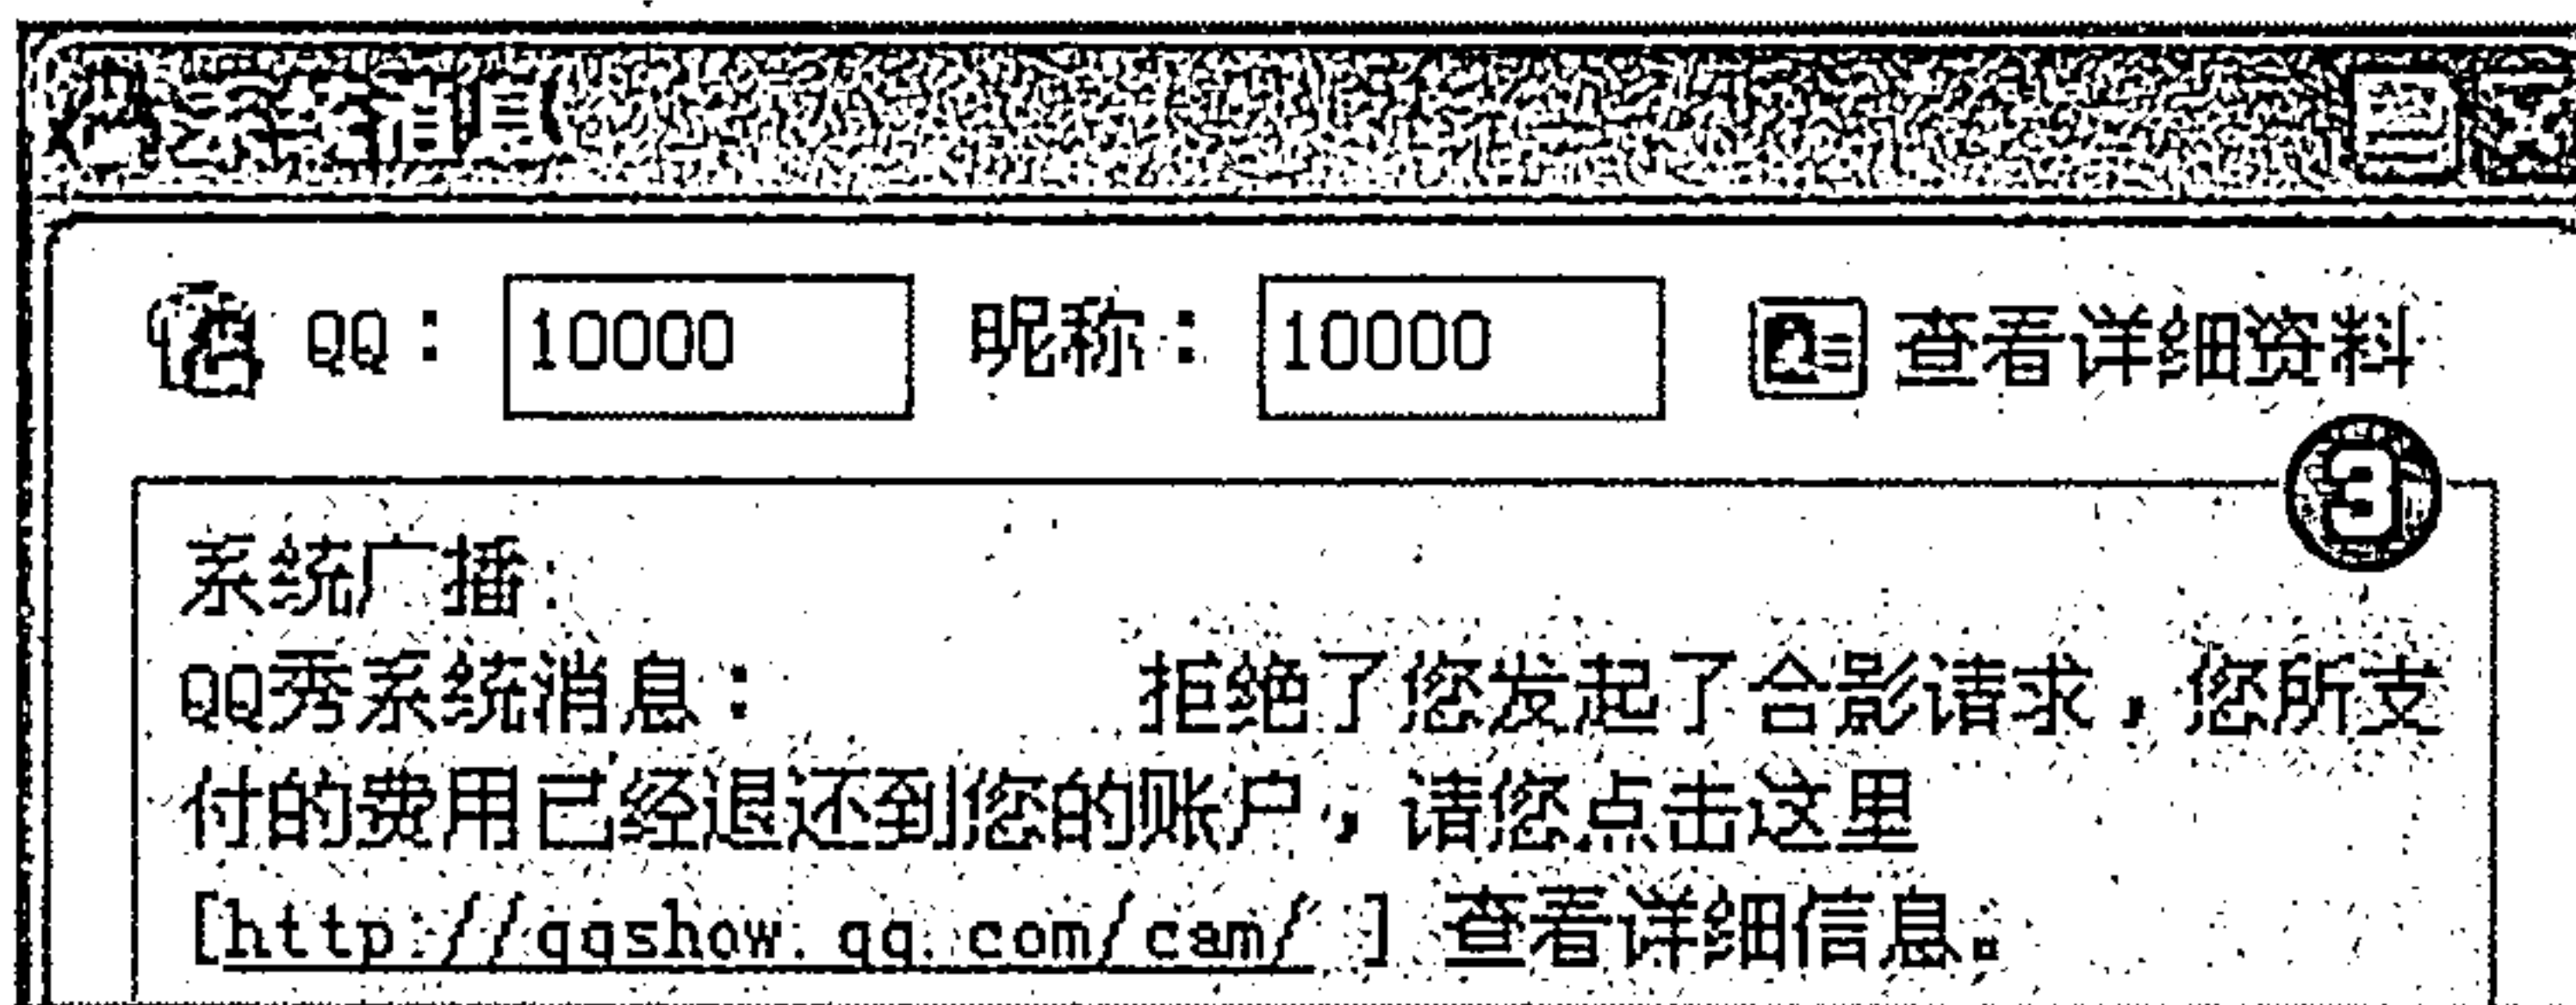 系统消息
QQ： 10000 昵称： 10000 查看详细资料
3
系统广播:
QQ秀系统消息： 拒绝了您发起了合影请求，您所支
付的费用已经退还到您的账户，请您点击这里
[http://qqshow.qq.com/cam/ ] 查看详细信息。